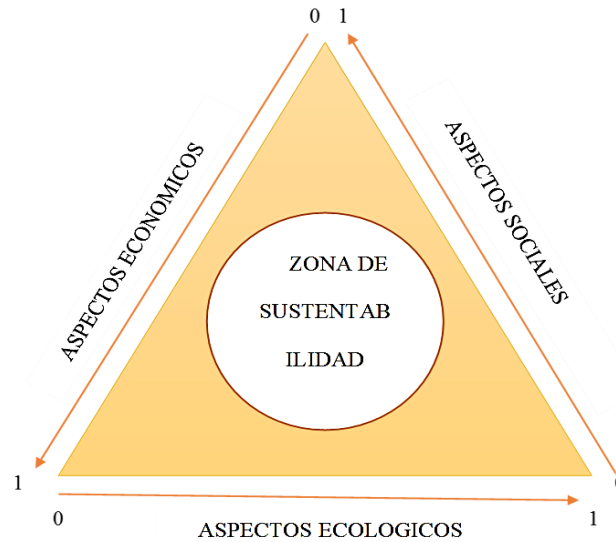 0 1
ASPECTOS ECONOMICOS
ASPECTOS SOCIALES
ZONA DE
SUSTENTAB
ILIDAD
1
0
1
ASPECTOS ECOLOGICOS